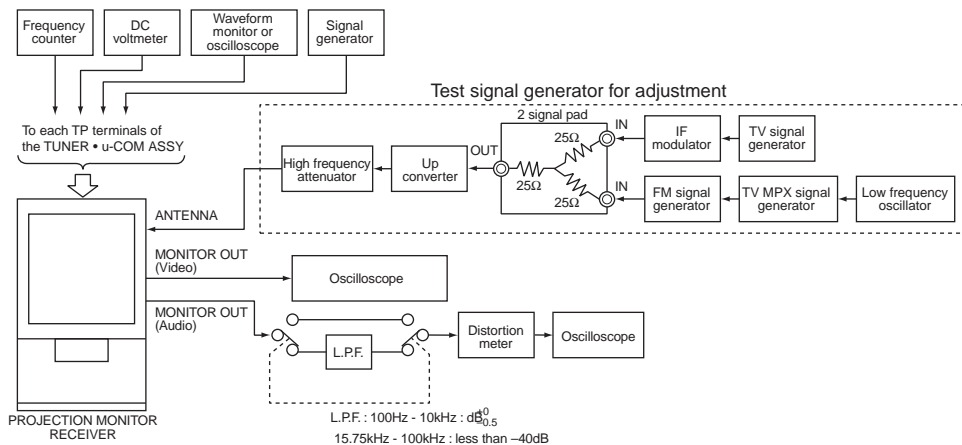 Frequency
counter
DC
voltmeter
Waveform
monitor or
oscilloscope
Signal
generator
To each TP terminals of
the TUNER • u-COM ASSY
Test signal generator for adjustment
2 signal pad
25Ω
25Ω
25Ω
IN
IN
OUT
IF
modulator
TV signal
generator
High frequency
attenuator
Up
converter
FM signal
generator
TV MPX signal
generator
Low frequency
oscillator
ANTENNA
MONITOR OUT
(Video)
Oscilloscope
MONITOR OUT
(Audio)
L.P.F.
Distortion
meter
Oscilloscope
PROJECTION MONITOR
RECEIVER
L.P.F. : 100Hz - 10kHz : dB+0 –0.5
15.75kHz - 100kHz : less than –40dB